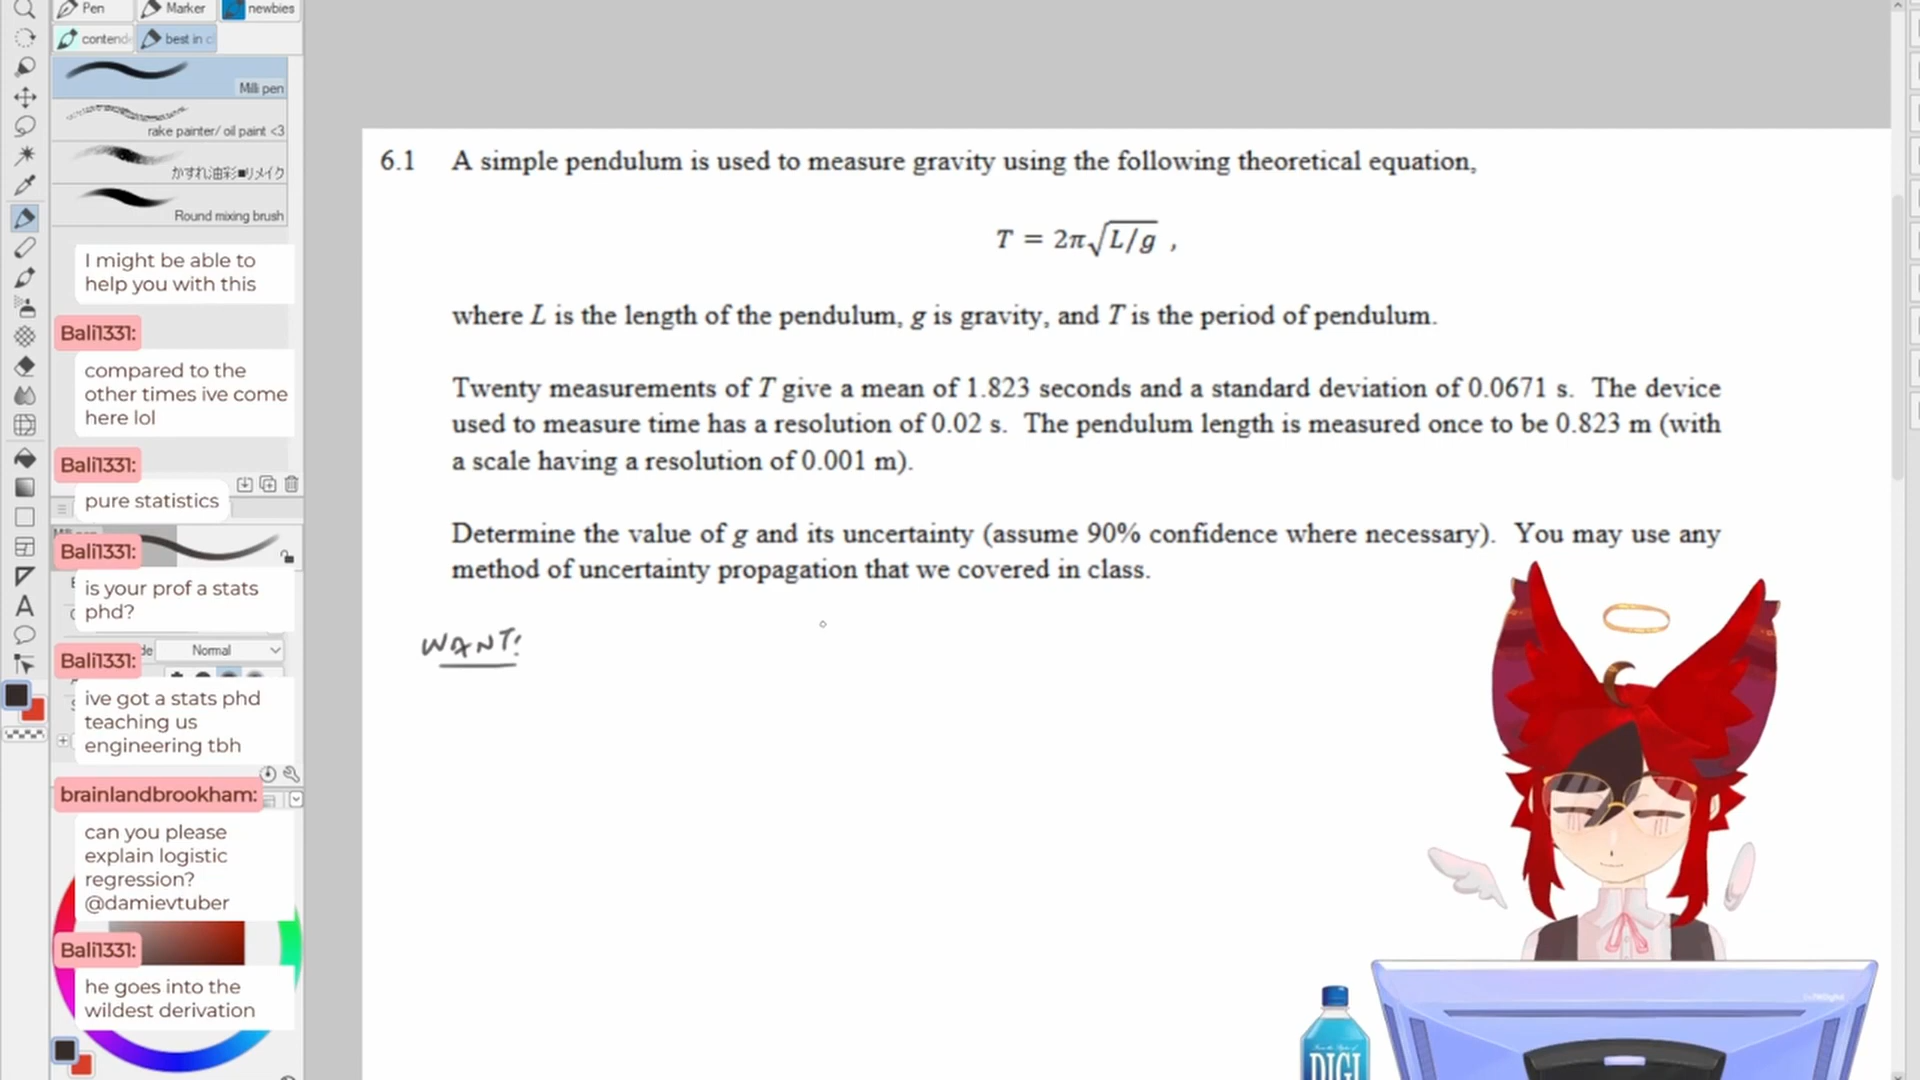 Pen
Marker
newbies
contend
best in c
Milli pen
rake painter/ oil paint <3
かすれ油彩■リメイク
Round mixing brush
I might be able to
help you with this
Bali1331:
compared to the
other times ive come
here lol
Bali1331:
pure statistics
Bali1331:
is your prof a stats
phd?
de
Normal
Bali1331:
ive got a stats phd
teaching us
engineering tbh
brainlandbrookham:
can you please
explain logistic
regression?
@damievtuber
Bali1331:
he goes into the
wildest derivation
6.1 A simple pendulum is used to measure gravity using the following theoretical equation,
T = 2π√L/g ,
where L is the length of the pendulum, g is gravity, and T is the period of pendulum.
Twenty measurements of T give a mean of 1.823 seconds and a standard deviation of 0.0671 s. The device
used to measure time has a resolution of 0.02 s. The pendulum length is measured once to be 0.823 m (with
a scale having a resolution of 0.001 m).
Determine the value of g and its uncertainty (assume 90% confidence where necessary). You may use any
method of uncertainty propagation that we covered in class.
WANT:
DIGI